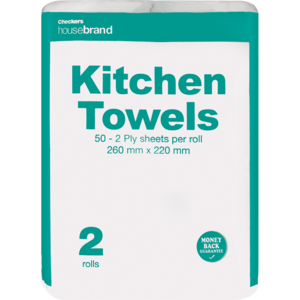 Checkers
housebrand
Kitchen
Towels
50 - 2 Ply sheets per roll
260 mm x 220 mm
2
rolls
MONEY
BACK
GUARANTEE